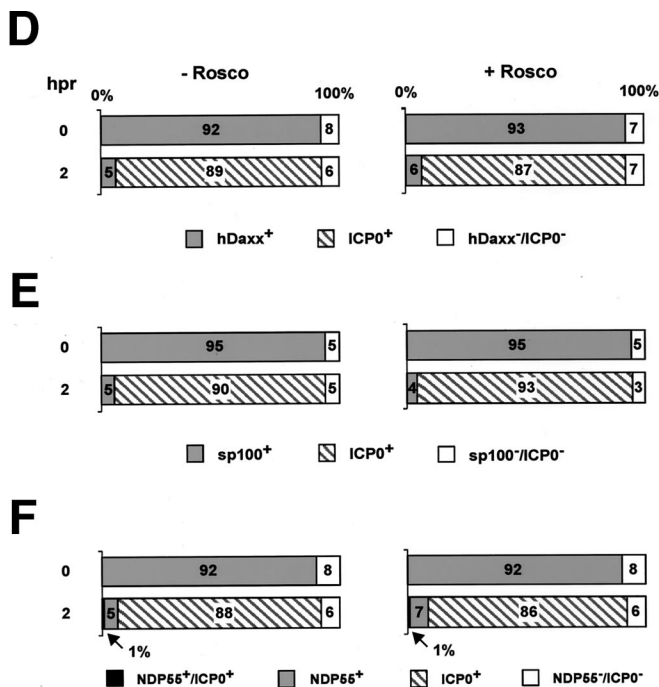 D
- Rosco + Rosco
hpr 0% 100% 0% 100%
0 92 8 93 7
2 5 89 6 6 87 7
hDaxx⁺ ICP0⁺ hDaxx⁻/ICP0⁻
E
0 95 5 95 5
2 5 90 5 4 93 3
sp100⁺ ICP0⁺ sp100⁻/ICP0⁻
F
0 92 8 92 8
2 5 88 6 7 86 6
1% 1%
NDP55⁺/ICP0⁺ NDP55⁺ ICP0⁺ NDP55⁻/ICP0⁻